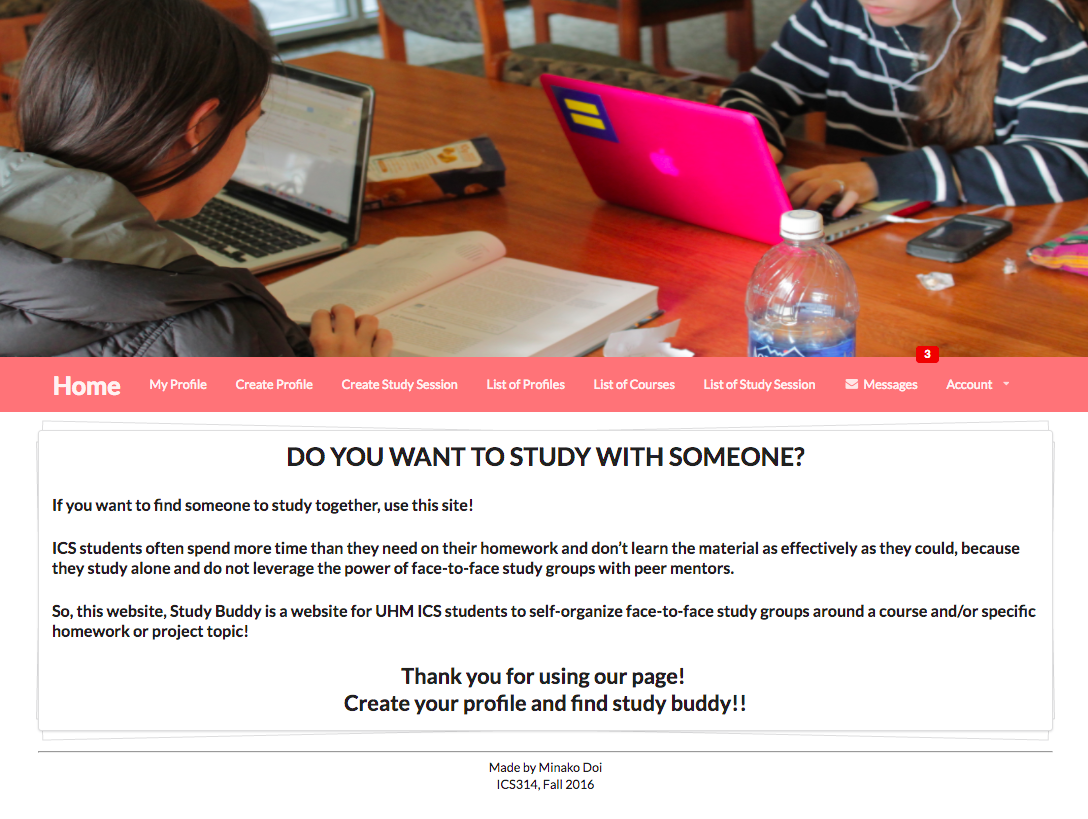 3
Home My Profile Create Profile Create Study Session List of Profiles List of Courses List of Study Session Messages Account
DO YOU WANT TO STUDY WITH SOMEONE?
If you want to find someone to study together, use this site!
ICS students often spend more time than they need on their homework and don't learn the material as effectively as they could, because
they study alone and do not leverage the power of face-to-face study groups with peer mentors.
So, this website, Study Buddy is a website for UHM ICS students to self-organize face-to-face study groups around a course and/or specific
homework or project topic!
Thank you for using our page!
Create your profile and find study buddy!!
Made by Minako Doi
ICS314, Fall 2016